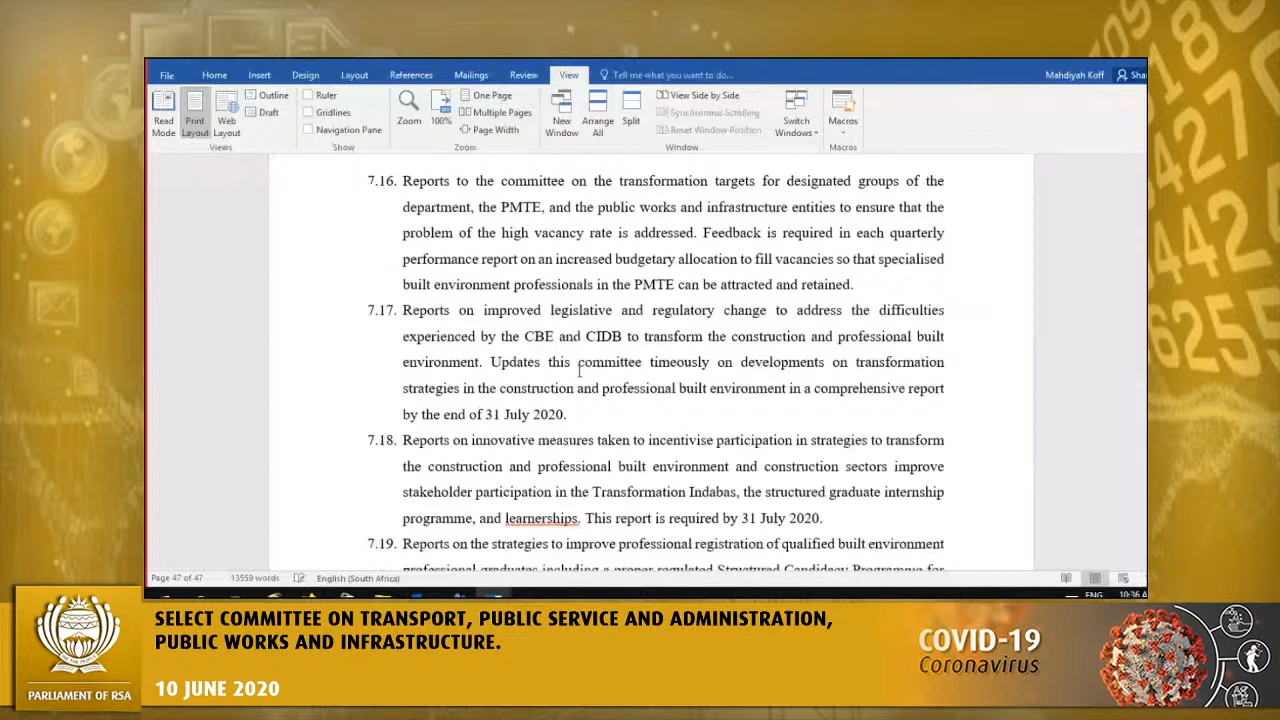 File Home Insert Design Layout References Mailings Review View Tell me what you want to do... Mahdiyah Koff
Read Mode
Print Layout
Web Layout
Outline
Draft
Views
Ruler
Gridlines
Navigation Pane
Show
Zoom
100%
One Page
Multiple Pages
Page Width
Zoom
New Window
Arrange All
Split
View Side by Side
Synchronous Scrolling
Reset Window Position
Window
Switch Windows
Macros
Macros
7.16. Reports to the committee on the transformation targets for designated groups of the
department, the PMTE, and the public works and infrastructure entities to ensure that the
problem of the high vacancy rate is addressed. Feedback is required in each quarterly
performance report on an increased budgetary allocation to fill vacancies so that specialised
built environment professionals in the PMTE can be attracted and retained.
7.17. Reports on improved legislative and regulatory change to address the difficulties
experienced by the CBE and CIDB to transform the construction and professional built
environment. Updates this committee timeously on developments on transformation
strategies in the construction and professional built environment in a comprehensive report
by the end of 31 July 2020.
7.18. Reports on innovative measures taken to incentivise participation in strategies to transform
the construction and professional built environment and construction sectors improve
stakeholder participation in the Transformation Indabas, the structured graduate internship
programme, and learnerships. This report is required by 31 July 2020.
7.19. Reports on the strategies to improve professional registration of qualified built environment
professional graduates including a proper regulated Structured Candidacy Programme for
Page 47 of 47 13559 words English (South Africa)
ENG 10:36 A
SELECT COMMITTEE ON TRANSPORT, PUBLIC SERVICE AND ADMINISTRATION,
PUBLIC WORKS AND INFRASTRUCTURE.
10 JUNE 2020
PARLIAMENT OF RSA
COVID-19
Coronavirus